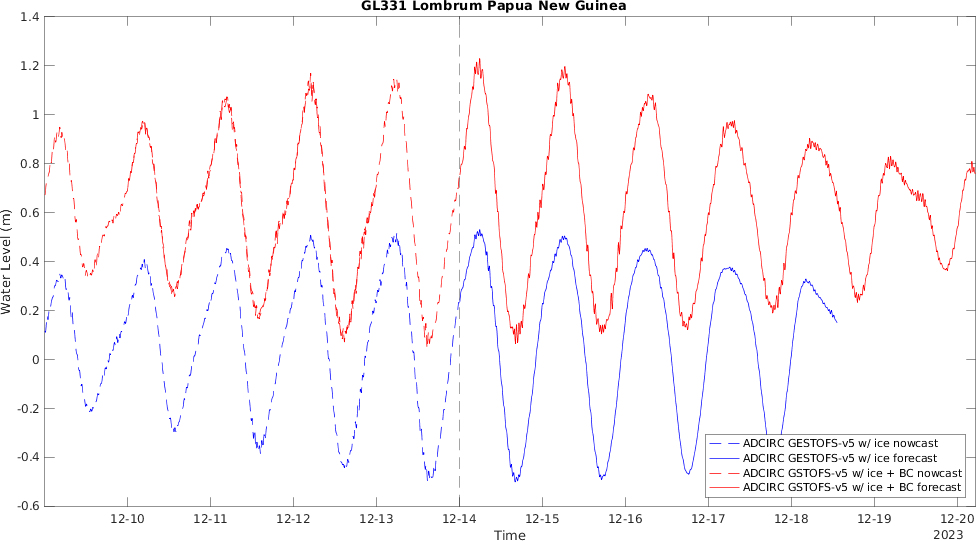 GL331 Lombrum Papua New Guinea
1.4
1.2
1
0.8
0.6
0.4
0.2
0
-0.2
-0.4
-0.6
Water Level (m)
12-10 12-11 12-12 12-13 12-14 12-15 12-16 12-17 12-18 12-19 12-20
Time
2023
ADCIRC GESTOFS-v5 w/ ice nowcast
ADCIRC GESTOFS-v5 w/ ice forecast
ADCIRC GSTOFS-v5 w/ ice + BC nowcast
ADCIRC GSTOFS-v5 w/ ice + BC forecast